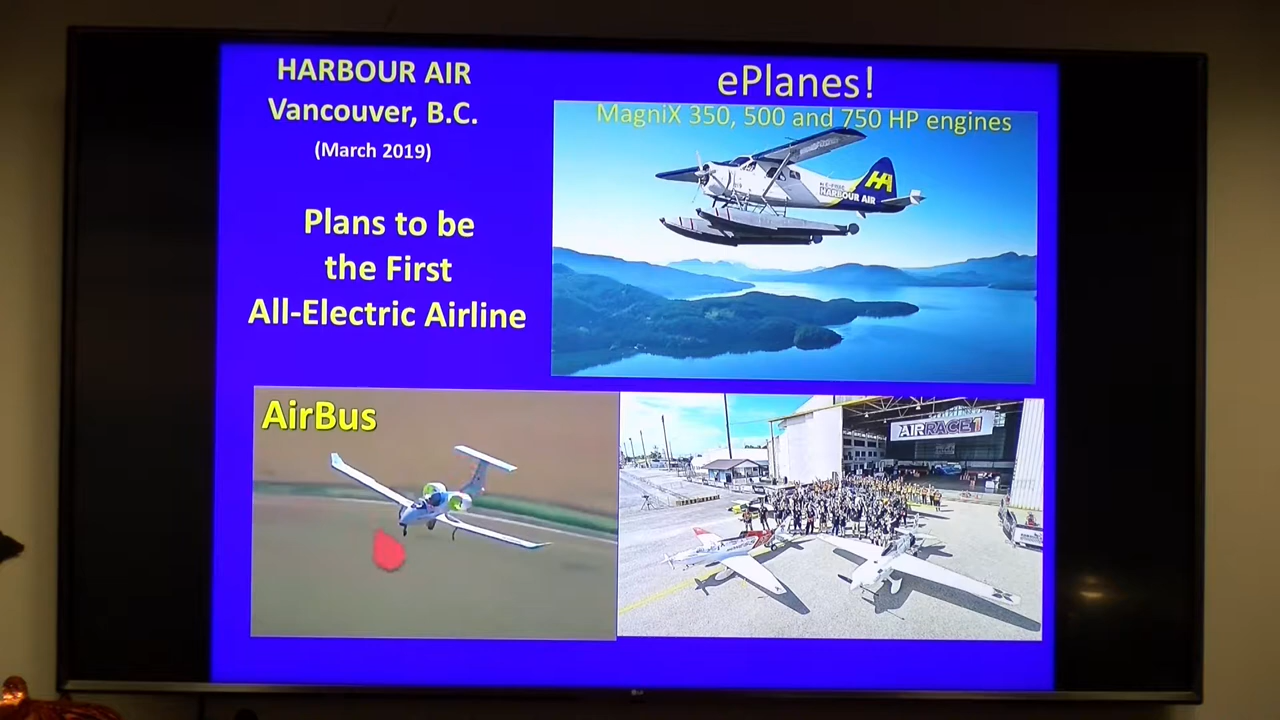 HARBOUR AIR
Vancouver, B.C.
(March 2019)
Plans to be
the First
All-Electric Airline
ePlanes!
MagniX 350, 500 and 750 HP engines
HARBOUR AIR
AirBus
AIRRACE1
LG